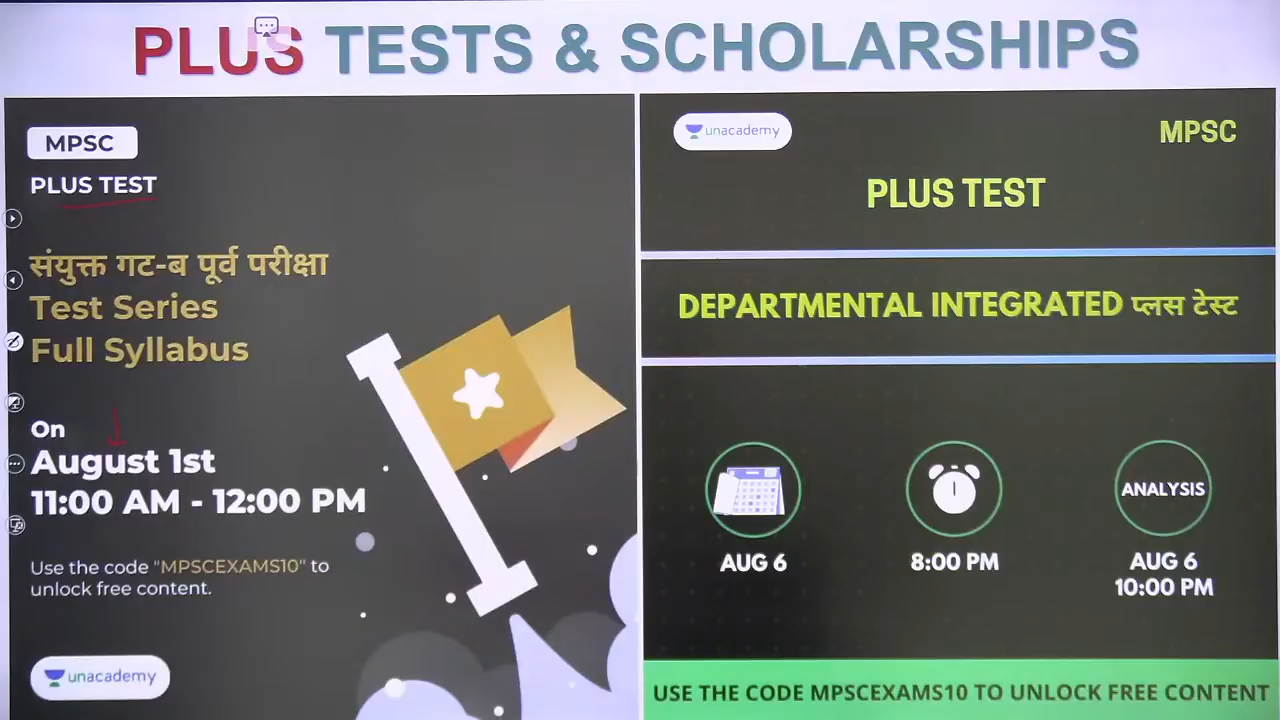 PLUS TESTS & SCHOLARSHIPS
MPSC
PLUS TEST
संयुक्त गट-ब पूर्व परीक्षा
Test Series
Full Syllabus
On
August 1st
11:00 AM - 12:00 PM
Use the code "MPSCEXAMS10" to
unlock free content.
unacademy
unacademy
MPSC
PLUS TEST
DEPARTMENTAL INTEGRATED प्लस टेस्ट
AUG 6
8:00 PM
ANALYSIS
AUG 6
10:00 PM
USE THE CODE MPSCEXAMS10 TO UNLOCK FREE CONTENT